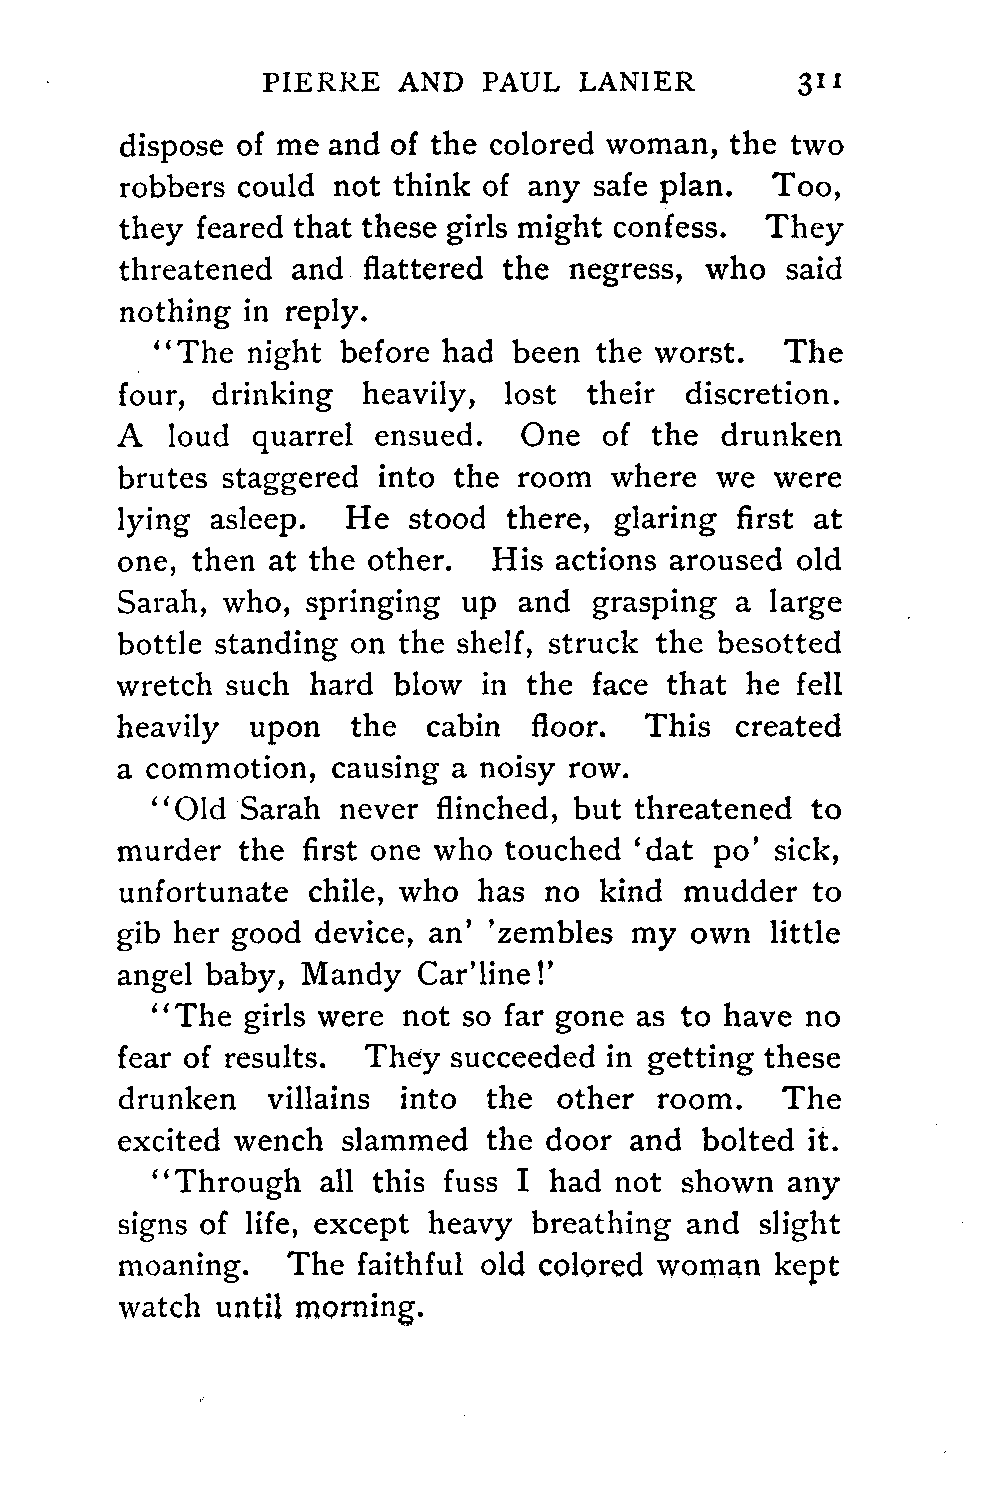 PIERRE AND PAUL LANIER 311
dispose of me and of the colored woman, the two
robbers could not think of any safe plan. Too,
they feared that these girls might confess. They
threatened and flattered the negress, who said
nothing in reply.
“The night before had been the worst. The
four, drinking heavily, lost their discretion.
A loud quarrel ensued. One of the drunken
brutes staggered into the room where we were
lying asleep. He stood there, glaring first at
one, then at the other. His actions aroused old
Sarah, who, springing up and grasping a large
bottle standing on the shelf, struck the besotted
wretch such hard blow in the face that he fell
heavily upon the cabin floor. This created
a commotion, causing a noisy row.
“Old Sarah never flinched, but threatened to
murder the first one who touched ‘dat po’ sick,
unfortunate chile, who has no kind mudder to
gib her good device, an’ ’zembles my own little
angel baby, Mandy Car’line!’
“The girls were not so far gone as to have no
fear of results. They succeeded in getting these
drunken villains into the other room. The
excited wench slammed the door and bolted it.
“Through all this fuss I had not shown any
signs of life, except heavy breathing and slight
moaning. The faithful old colored woman kept
watch until morning.